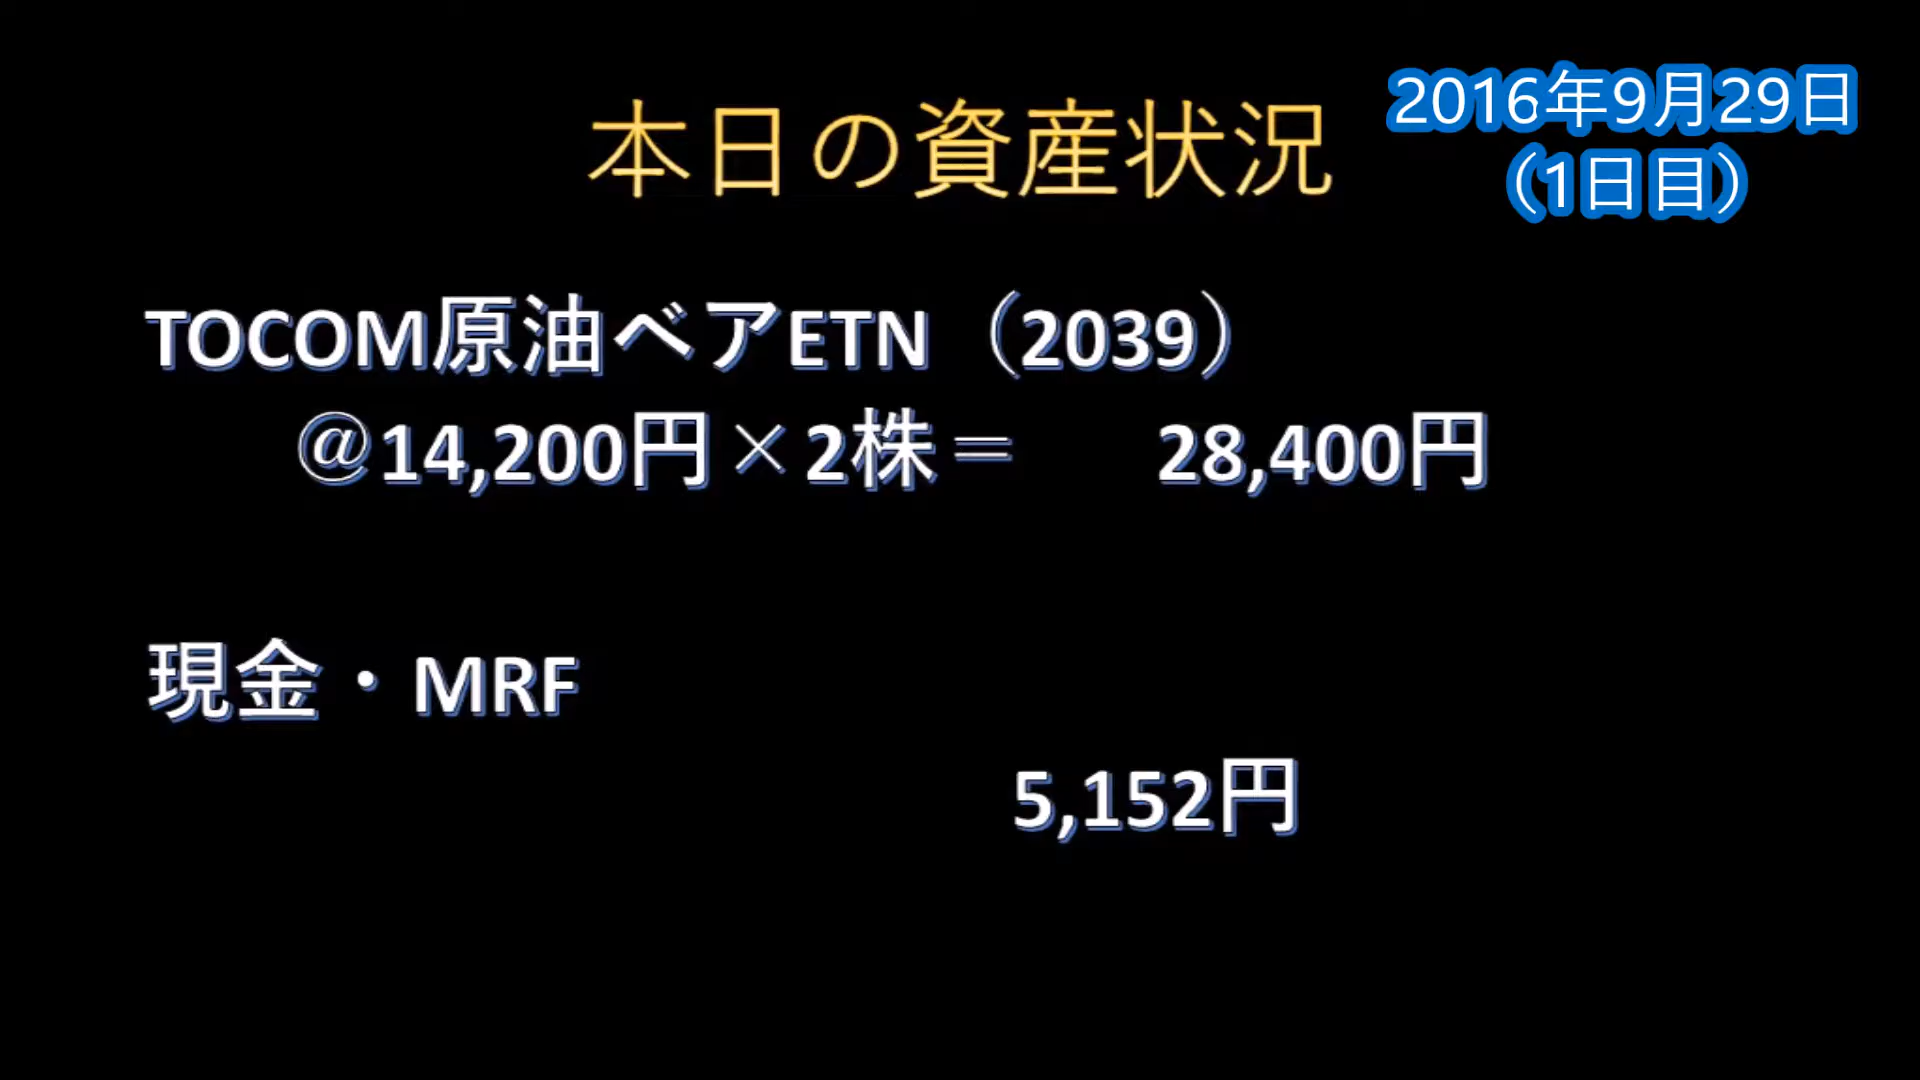 本日の資産状況
2016年9月29日
（1日目）
TOCOM原油ベアETN（2039）
＠14,200円×2株＝　28,400円
現金・MRF
5,152円